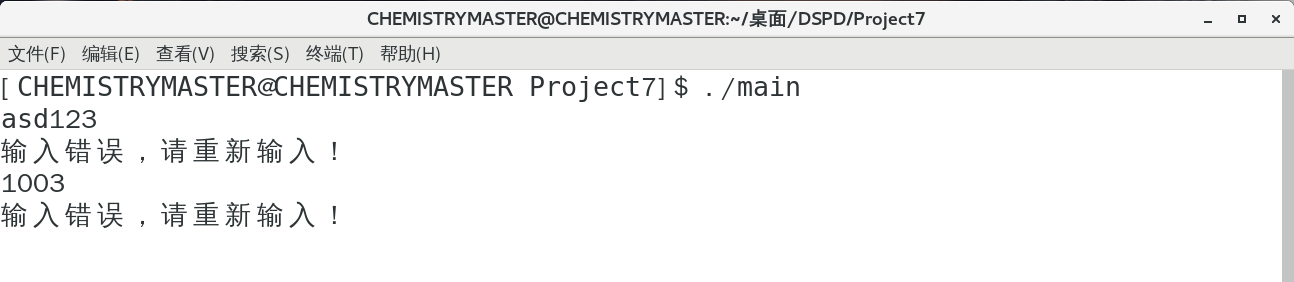 CHEMISTRYMASTER@CHEMISTRYMASTER:~/桌面/DSPD/Project7
文件(F) 编辑(E) 查看(V) 搜索(S) 终端(T) 帮助(H)
[CHEMISTRYMASTER@CHEMISTRYMASTER Project7]$ ./main
asd123
输入错误，请重新输入！
1003
输入错误，请重新输入！